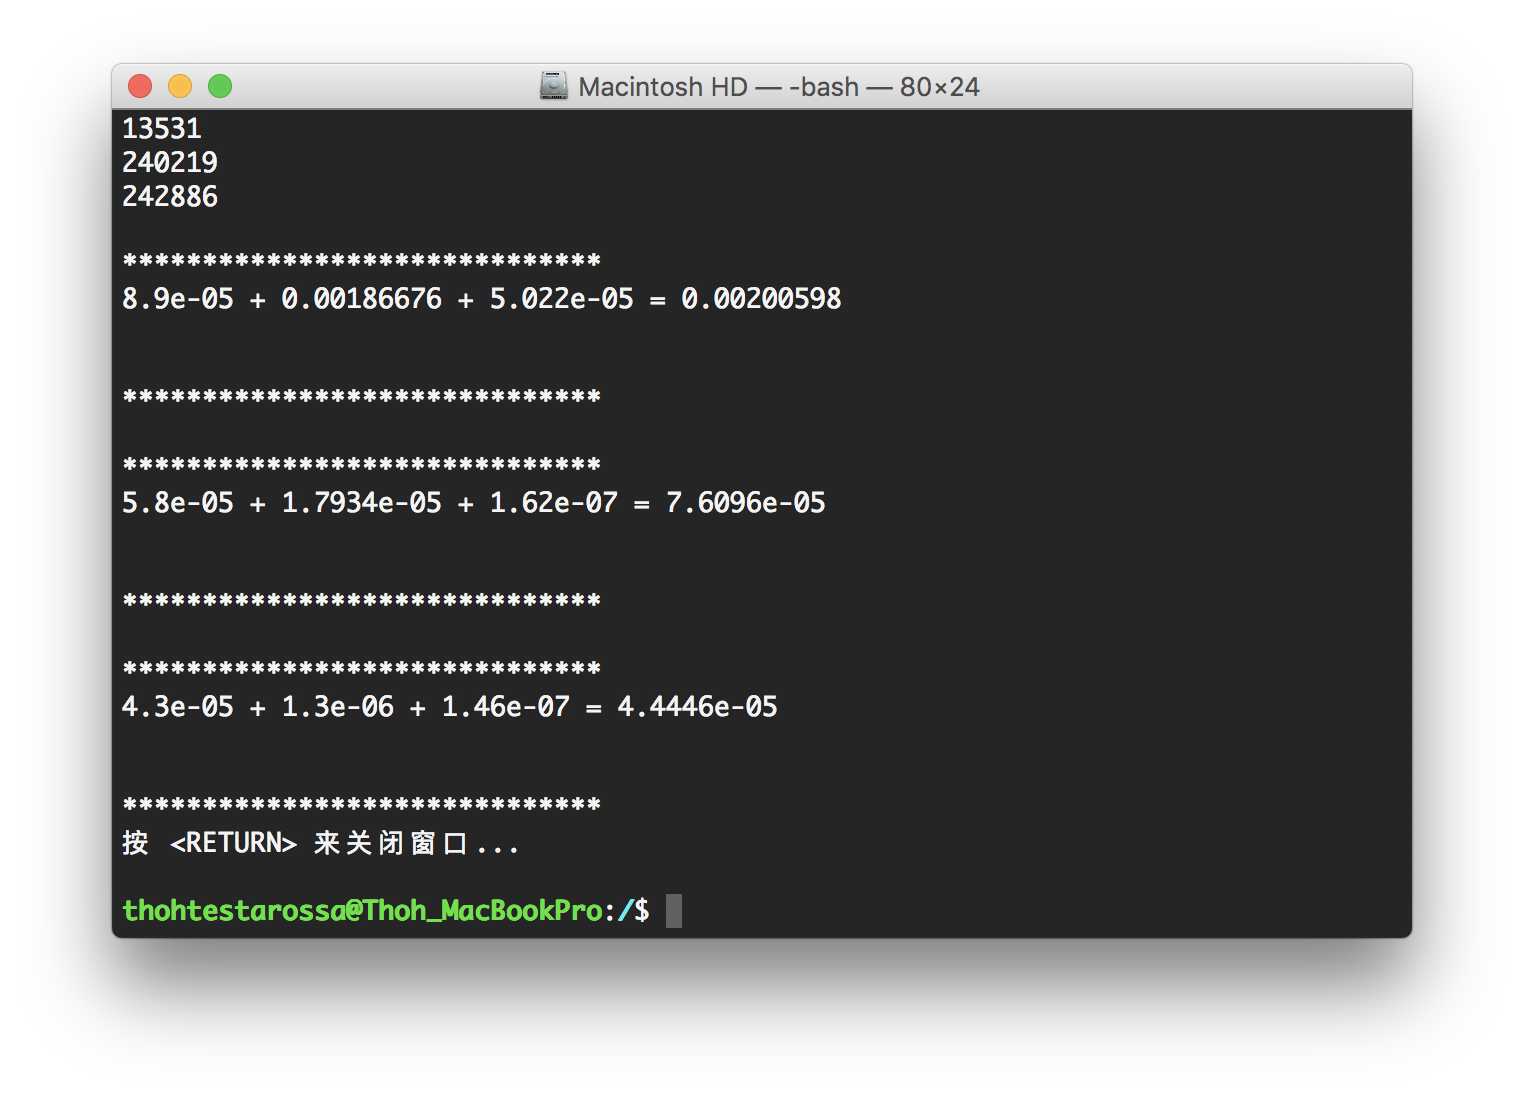 Macintosh HD — -bash — 80×24
13531
240219
242886
******************************
8.9e-05 + 0.00186676 + 5.022e-05 = 0.00200598
******************************
******************************
5.8e-05 + 1.7934e-05 + 1.62e-07 = 7.6096e-05
******************************
******************************
4.3e-05 + 1.3e-06 + 1.46e-07 = 4.4446e-05
******************************
按 <RETURN> 来关闭窗口...
thohtestarossa@Thoh_MacBookPro:/$